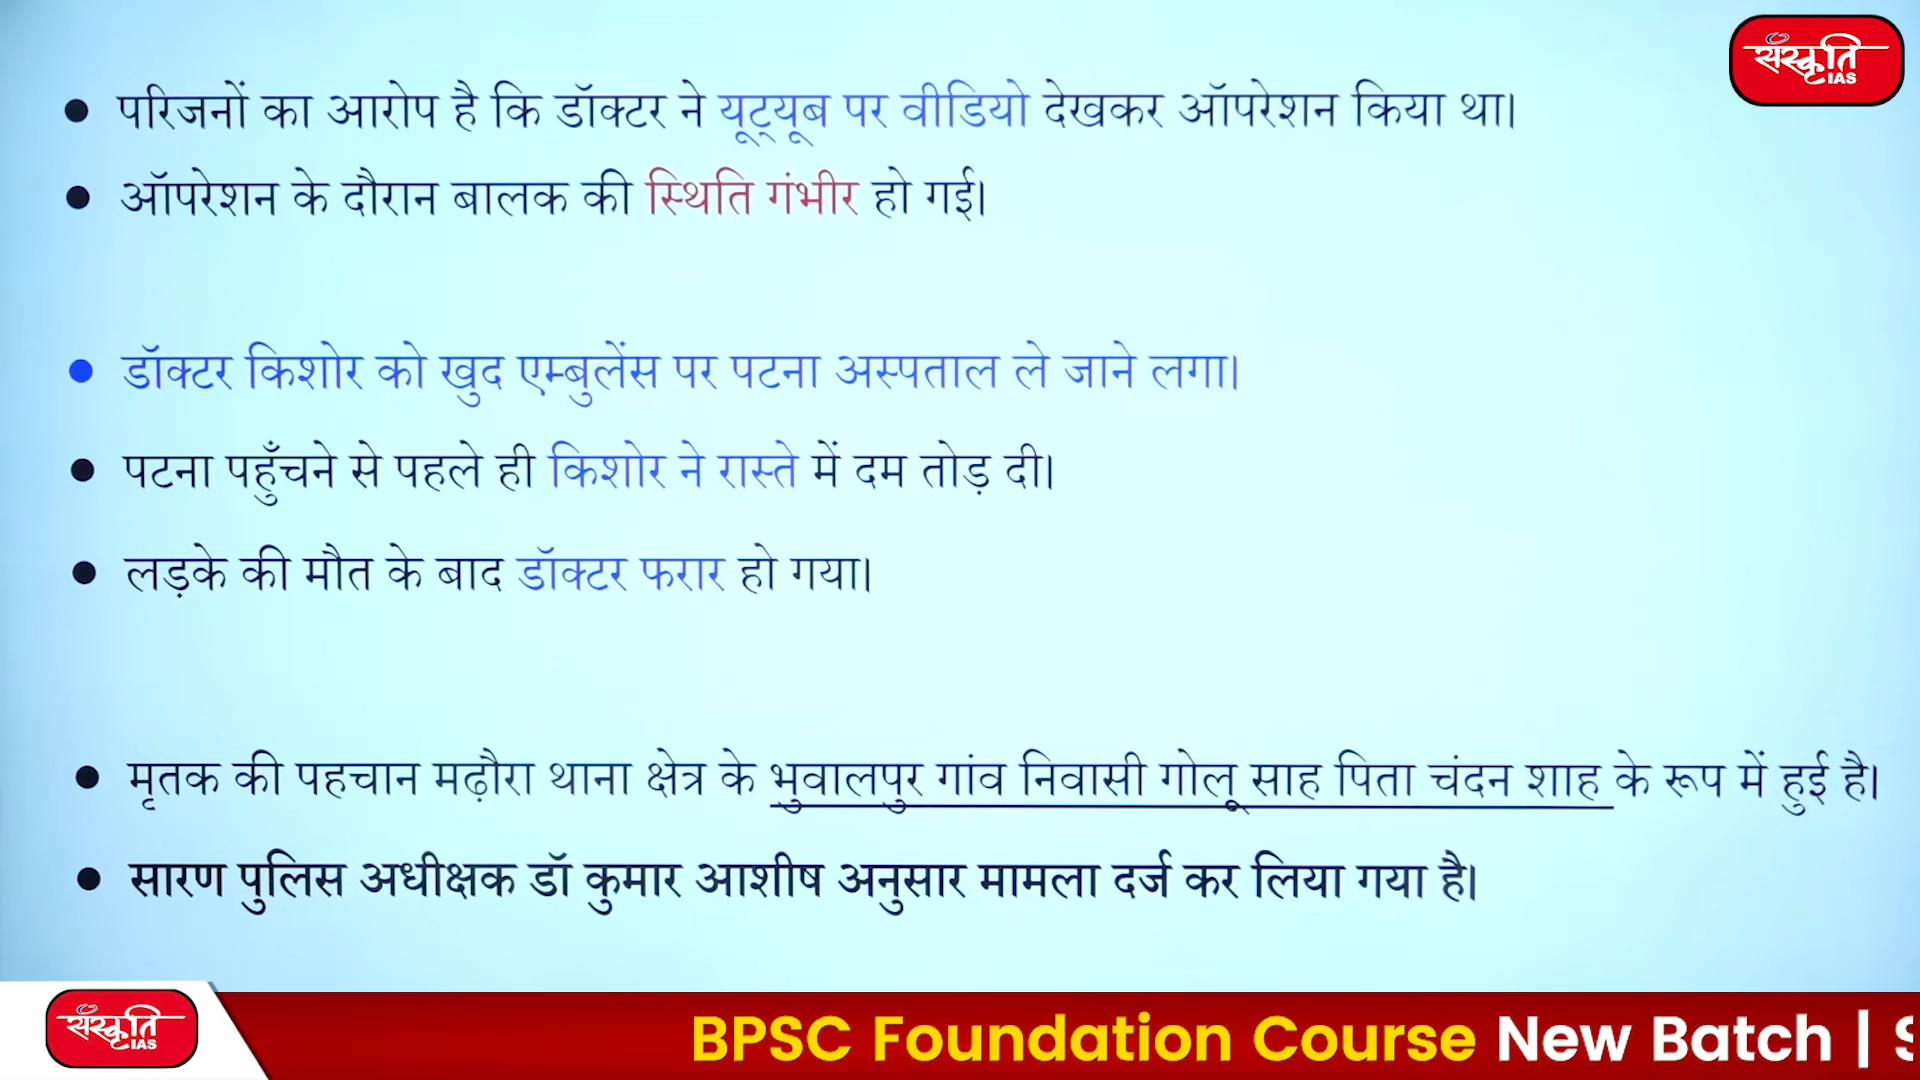 संस्कृति
IAS
• परिजनों का आरोप है कि डॉक्टर ने यूट्यूब पर वीडियो देखकर ऑपरेशन किया था।
• ऑपरेशन के दौरान बालक की स्थिति गंभीर हो गई।
• डॉक्टर किशोर को खुद एम्बुलेंस पर पटना अस्पताल ले जाने लगा।
• पटना पहुँचने से पहले ही किशोर ने रास्ते में दम तोड़ दी।
• लड़के की मौत के बाद डॉक्टर फरार हो गया।
• मृतक की पहचान मढ़ौरा थाना क्षेत्र के भुवालपुर गांव निवासी गोलू साह पिता चंदन शाह के रूप में हुई है।
• सारण पुलिस अधीक्षक डॉ कुमार आशीष अनुसार मामला दर्ज कर लिया गया है।
संस्कृति
IAS
BPSC Foundation Course New Batch | S